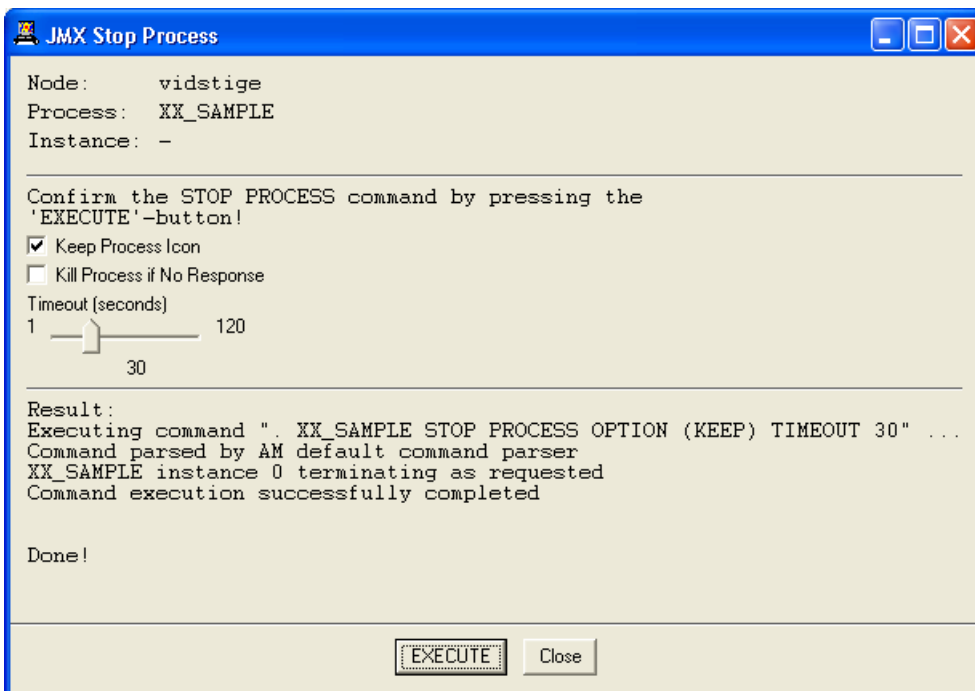 JMX Stop Process
Node: vidstige
Process: XX_SAMPLE
Instance: -
Confirm the STOP PROCESS command by pressing the
'EXECUTE'-button!
Keep Process Icon
Kill Process if No Response
Timeout (seconds)
1 120
30
Result:
Executing command ". XX_SAMPLE STOP PROCESS OPTION (KEEP) TIMEOUT 30" ...
Command parsed by AM default command parser
XX_SAMPLE instance 0 terminating as requested
Command execution successfully completed
Done!
EXECUTE Close